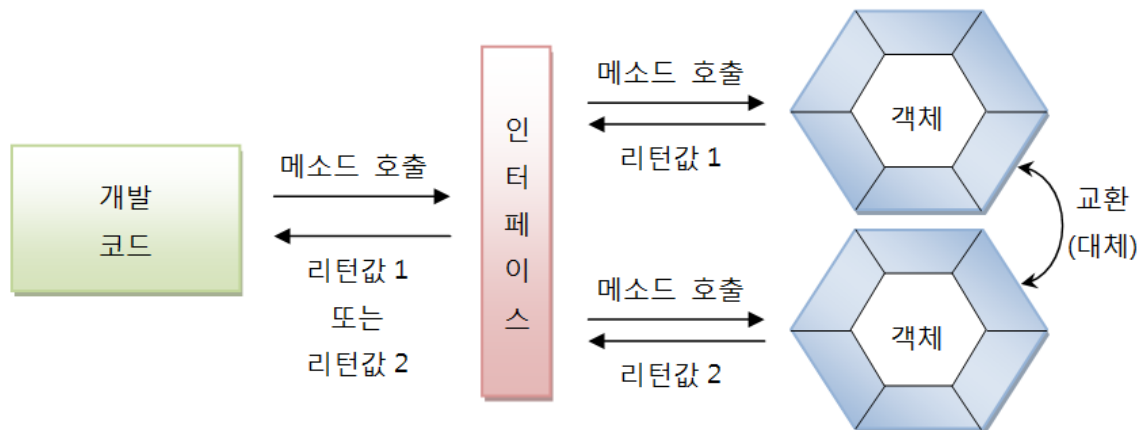 개발
코드
메소드 호출
리턴값 1
또는
리턴값 2
인
터
페
이
스
메소드 호출
리턴값 1
객체
메소드 호출
리턴값 2
객체
교환
(대체)